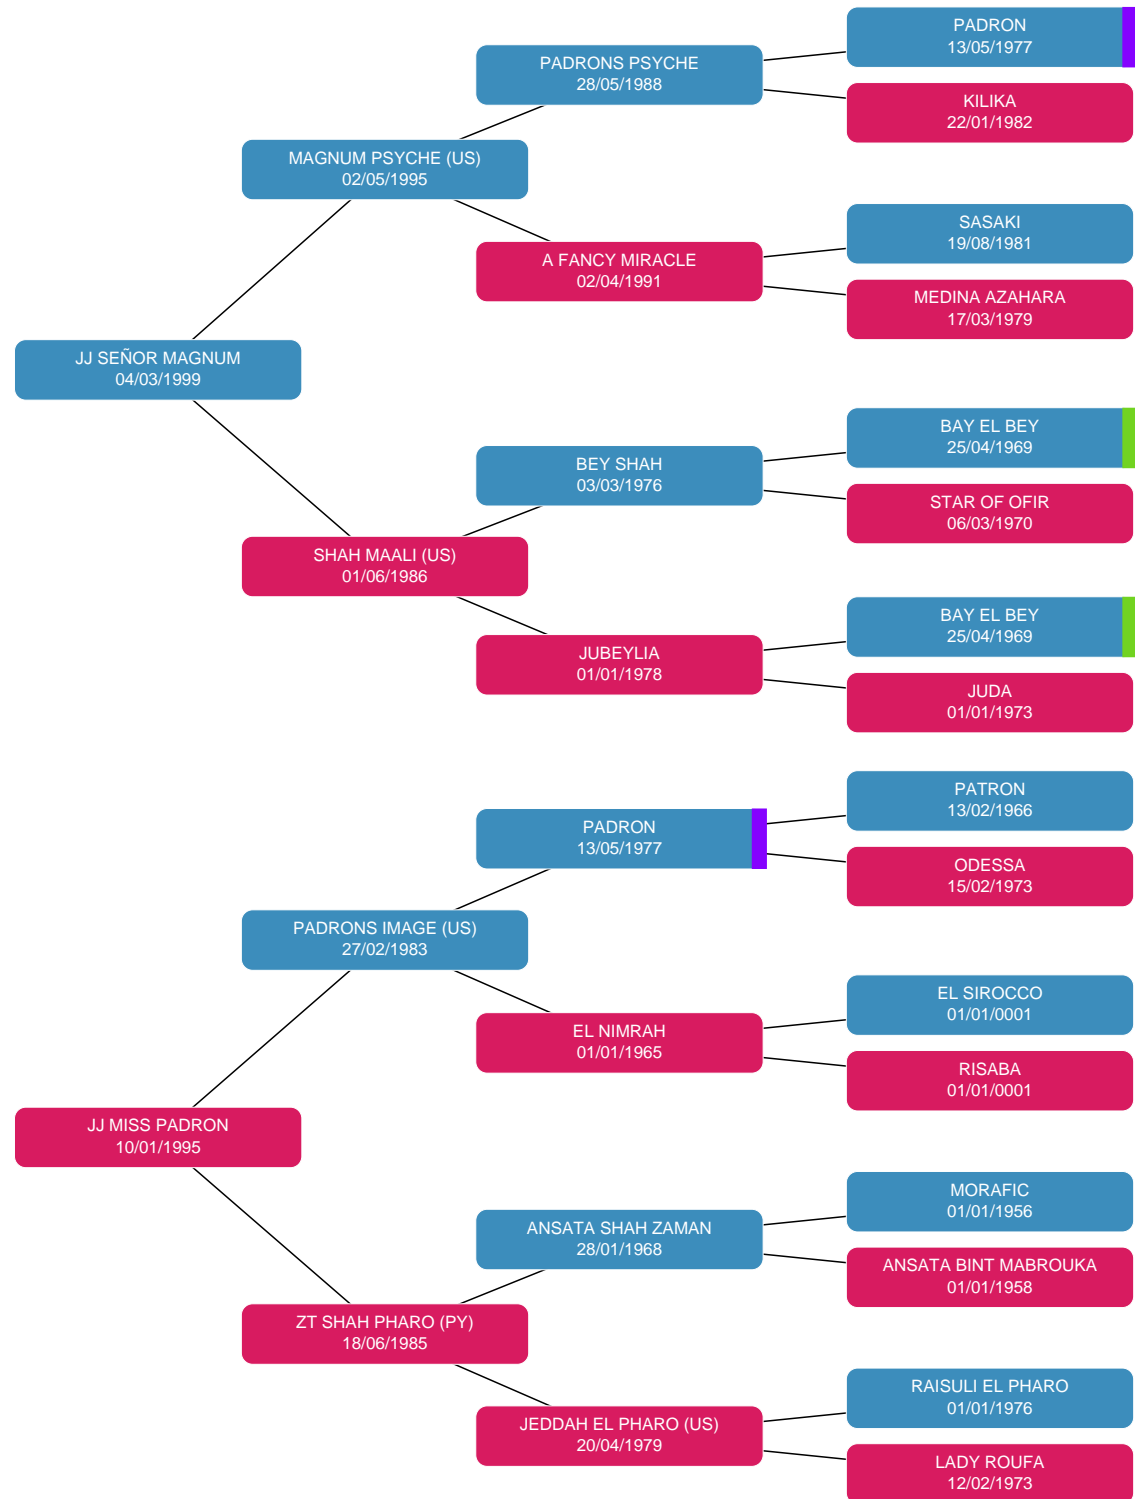 PADRON
13/05/1977
PADRONS PSYCHE
28/05/1988
KILIKA
22/01/1982
MAGNUM PSYCHE (US)
02/05/1995
SASAKI
19/08/1981
A FANCY MIRACLE
02/04/1991
MEDINA AZAHARA
17/03/1979
JJ SEÑOR MAGNUM
04/03/1999
BAY EL BEY
25/04/1969
BEY SHAH
03/03/1976
STAR OF OFIR
06/03/1970
SHAH MAALI (US)
01/06/1986
BAY EL BEY
25/04/1969
JUBEYLIA
01/01/1978
JUDA
01/01/1973
PATRON
13/02/1966
PADRON
13/05/1977
ODESSA
15/02/1973
PADRONS IMAGE (US)
27/02/1983
EL SIROCCO
01/01/0001
EL NIMRAH
01/01/1965
RISABA
01/01/0001
JJ MISS PADRON
10/01/1995
MORAFIC
01/01/1956
ANSATA SHAH ZAMAN
28/01/1968
ANSATA BINT MABROUKA
01/01/1958
ZT SHAH PHARO (PY)
18/06/1985
RAISULI EL PHARO
01/01/1976
JEDDAH EL PHARO (US)
20/04/1979
LADY ROUFA
12/02/1973